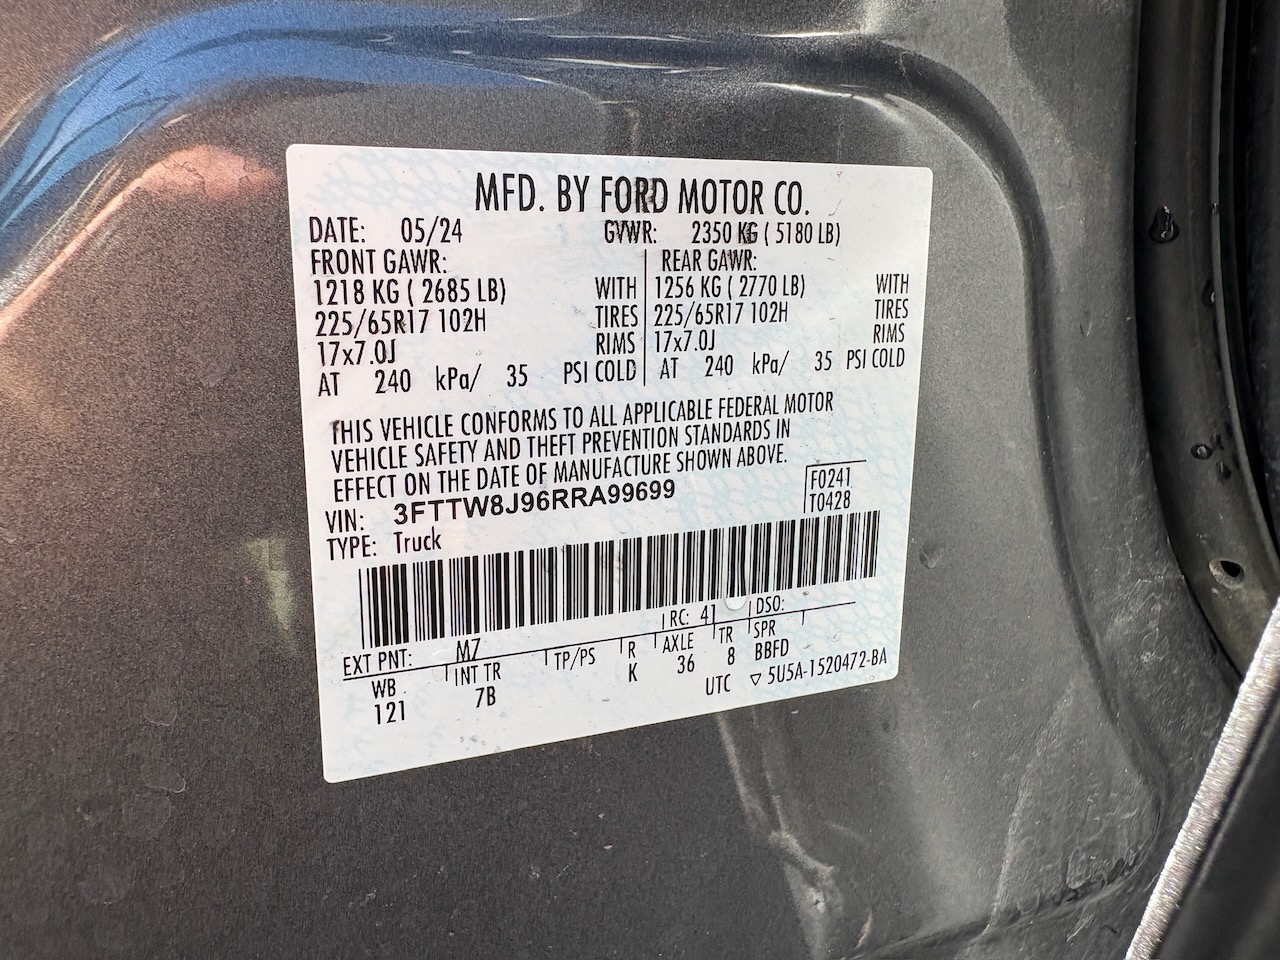 MFD. BY FORD MOTOR CO.
DATE: 05/24 GVWR: 2350 KG ( 5180 LB)
FRONT GAWR: REAR GAWR:
1218 KG ( 2685 LB) WITH 1256 KG ( 2770 LB) WITH
225/65R17 102H TIRES 225/65R17 102H TIRES
17x7.0J RIMS 17x7.0J RIMS
AT 240 kPa/ 35 PSI COLD AT 240 kPa/ 35 PSI COLD
THIS VEHICLE CONFORMS TO ALL APPLICABLE FEDERAL MOTOR
VEHICLE SAFETY AND THEFT PREVENTION STANDARDS IN
EFFECT ON THE DATE OF MANUFACTURE SHOWN ABOVE.
VIN: 3FTTW8J96RRA99699 F0241
TYPE: Truck T0428
EXT PNT: M7 RC: 41 DSO:
WB INT TR TP/PS R AXLE TR SPR
121 7B K 36 8 BBFD
UTC ▽ 5U5A-1520472-BA